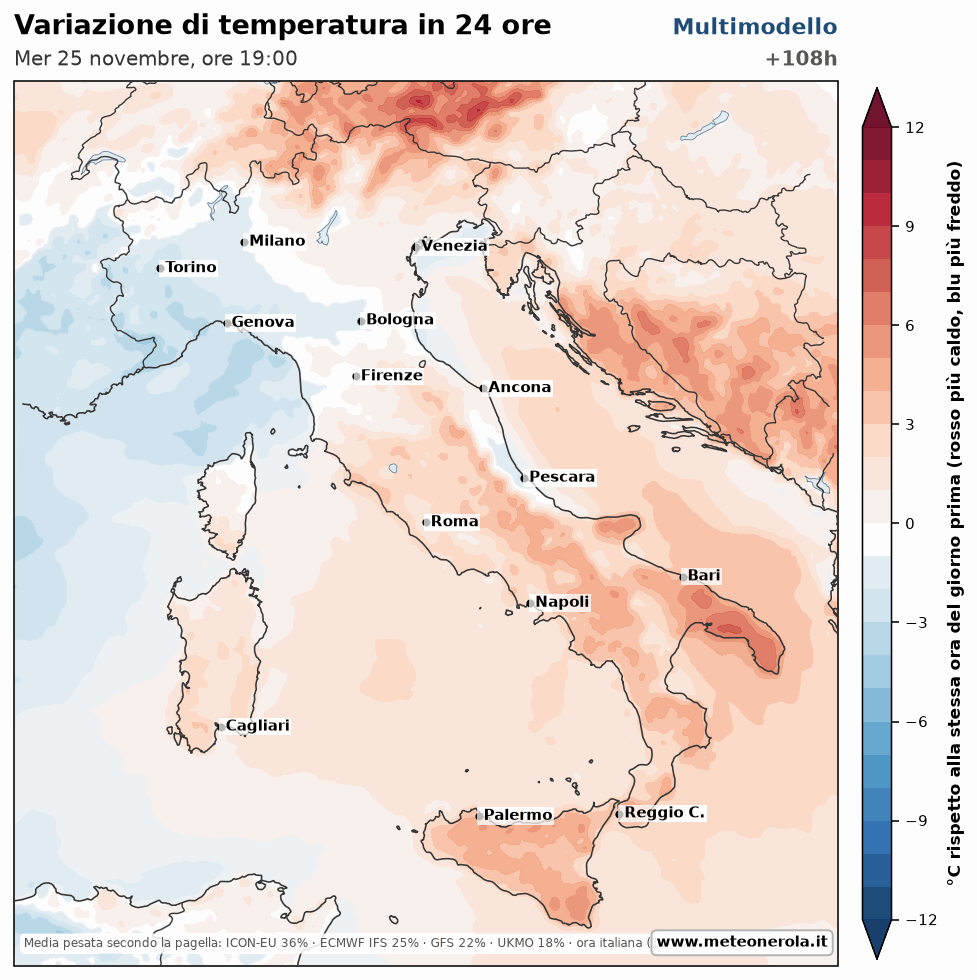 Variazione di temperatura in 24 ore
Multimodello
Mer 25 novembre, ore 19:00
+108h
Milano
Venezia
Torino
Genova
Bologna
Firenze
Ancona
Pescara
Roma
Bari
Napoli
Cagliari
Palermo
Reggio C.
12
9
6
3
0
−3
−6
−9
−12
°C rispetto alla stessa ora del giorno prima (rosso più caldo, blu più freddo)
Media pesata secondo la pagella: ICON-EU 36% · ECMWF IFS 25% · GFS 22% · UKMO 18% · ora italiana (
www.meteonerola.it